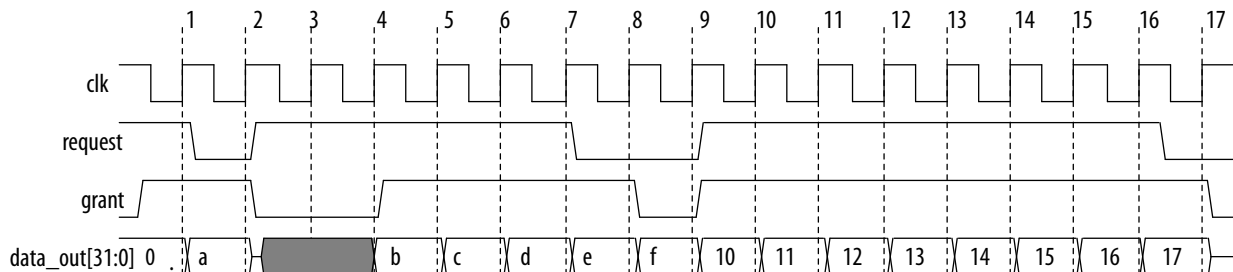 1 2 3 4 5 6 7 8 9 10 11 12 13 14 15 16 17
clk
request
grant
data_out[31:0] 0 . a b c d e f 10 11 12 13 14 15 16 17